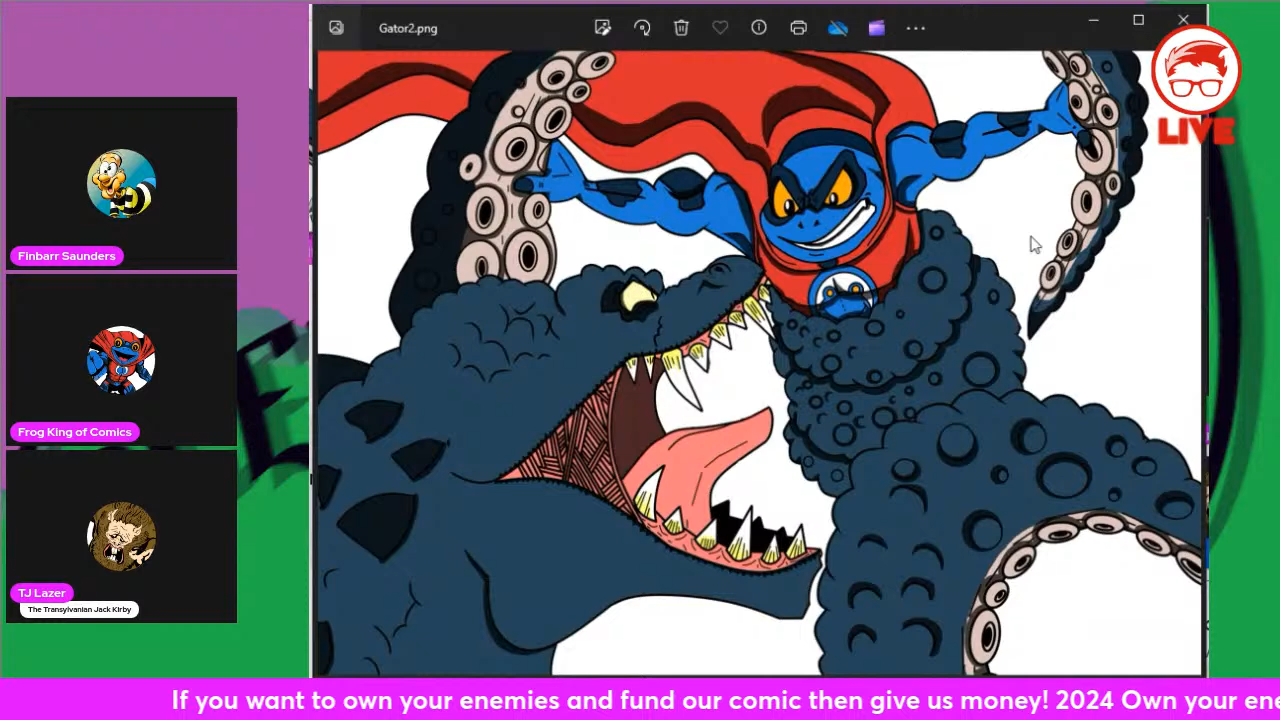 Gator2.png
LIVE
Finbarr Saunders
Frog King of Comics
TJ Lazer
The Transylvanian Jack Kirby
If you want to own your enemies and fund our comic then give us money! 2024 Own your ene